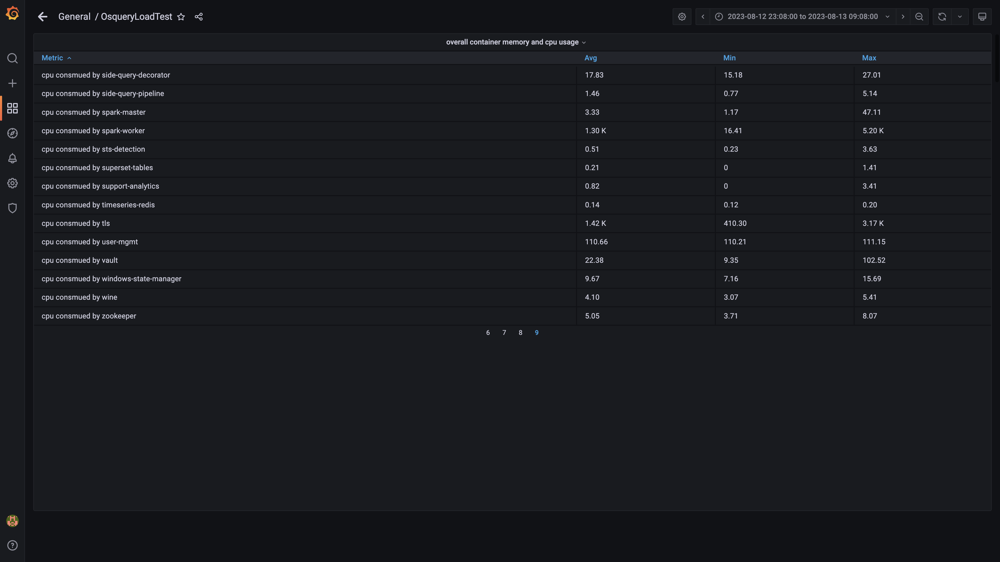 General / OsqueryLoadTest
2023-08-12 23:08:00 to 2023-08-13 09:08:00
overall container memory and cpu usage
Metric Avg Min Max
cpu consmued by side-query-decorator 17.83 15.18 27.01
cpu consmued by side-query-pipeline 1.46 0.77 5.14
cpu consmued by spark-master 3.33 1.17 47.11
cpu consmued by spark-worker 1.30 K 16.41 5.20 K
cpu consmued by sts-detection 0.51 0.23 3.63
cpu consmued by superset-tables 0.21 0 1.41
cpu consmued by support-analytics 0.82 0 3.41
cpu consmued by timeseries-redis 0.14 0.12 0.20
cpu consmued by tls 1.42 K 410.30 3.17 K
cpu consmued by user-mgmt 110.66 110.21 111.15
cpu consmued by vault 22.38 9.35 102.52
cpu consmued by windows-state-manager 9.67 7.16 15.69
cpu consmued by wine 4.10 3.07 5.41
cpu consmued by zookeeper 5.05 3.71 8.07
6 7 8 9